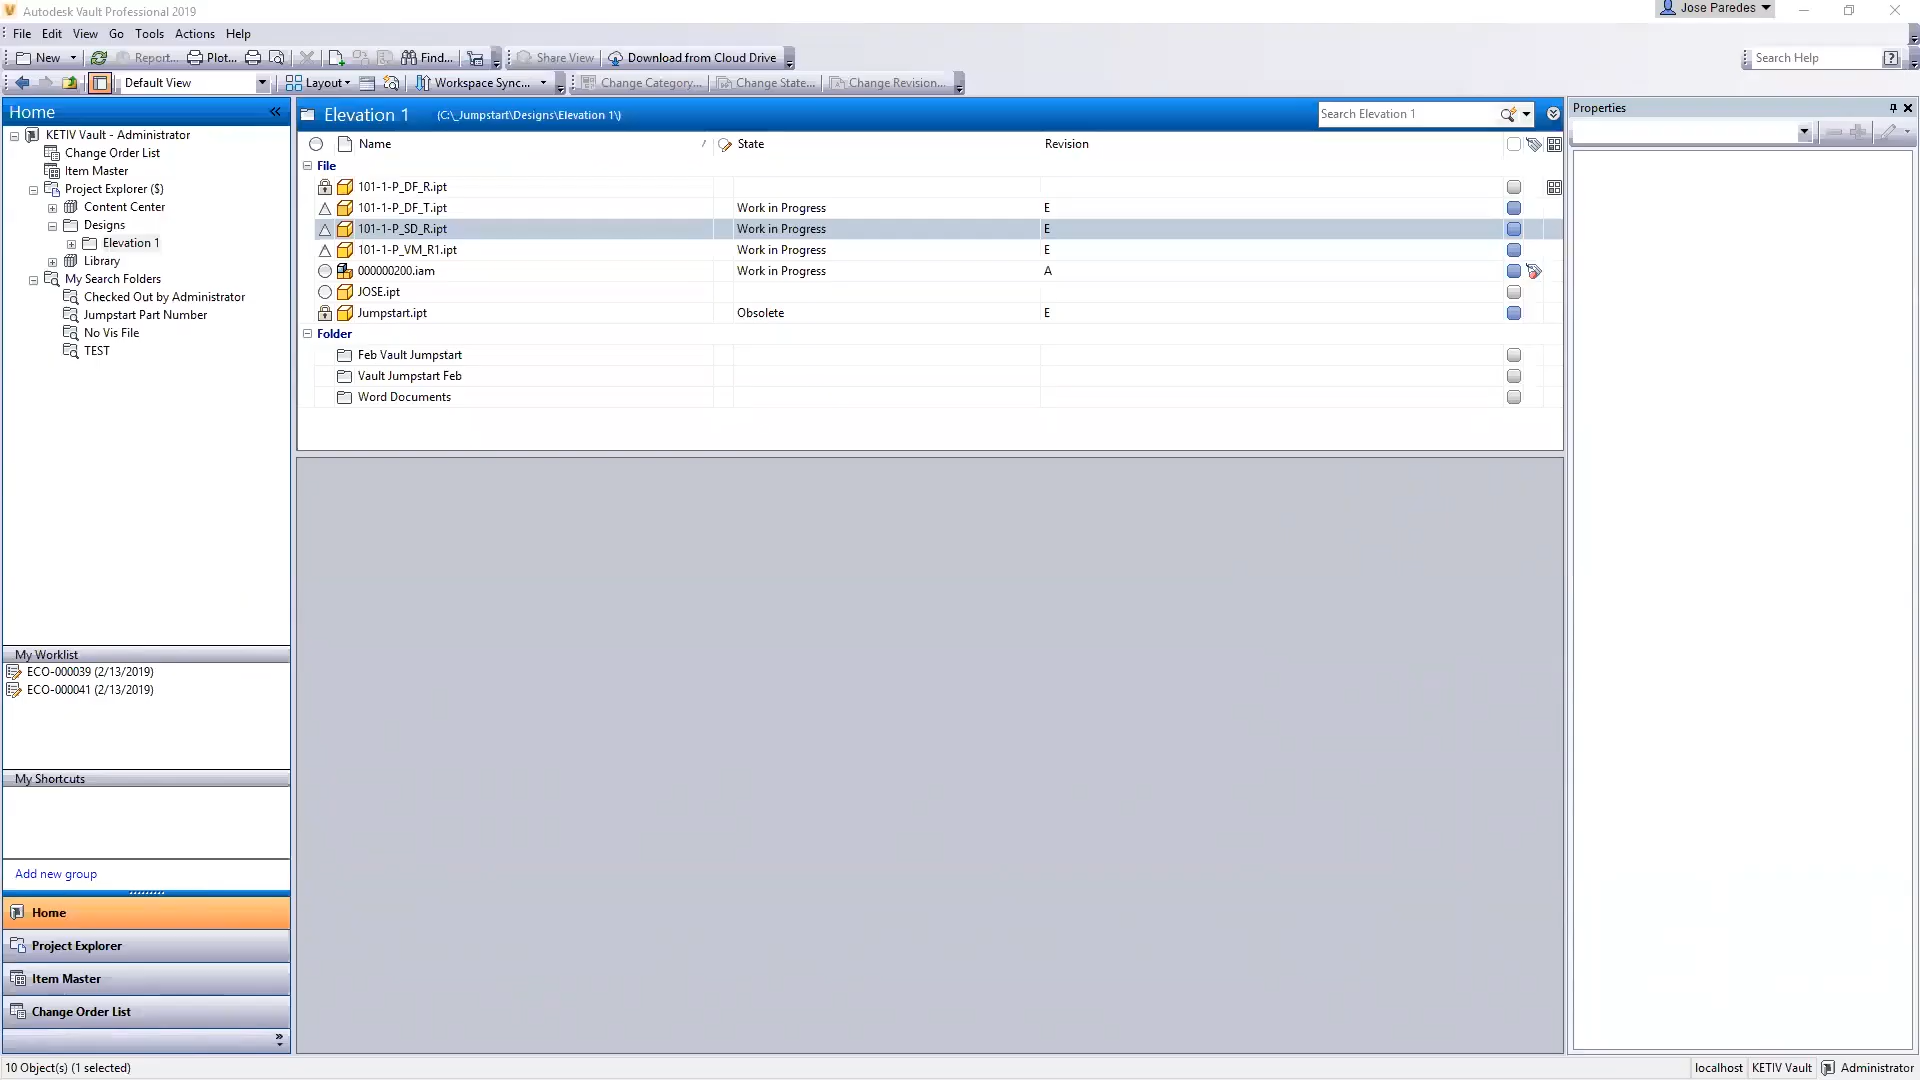 Autodesk Vault Professional 2019
Jose Paredes
File Edit View Go Tools Actions Help
New Report... Plot... Find... Share View Download from Cloud Drive Search Help
Default View Layout Workspace Sync... Change Category... Change State... Change Revision...
Home
KETIV Vault - Administrator
Change Order List
Item Master
Project Explorer ($)
Content Center
Designs
Elevation 1
Library
My Search Folders
Checked Out by Administrator
Jumpstart Part Number
No Vis File
TEST
My Worklist
ECO-000039 (2/13/2019)
ECO-000041 (2/13/2019)
My Shortcuts
Add new group
Home
Project Explorer
Item Master
Change Order List
Elevation 1 (C:\_Jumpstart\Designs\Elevation 1\) Search Elevation 1
Name State Revision
File
101-1-P_DF_R.ipt
101-1-P_DF_T.ipt Work in Progress E
101-1-P_SD_R.ipt Work in Progress E
101-1-P_VM_R1.ipt Work in Progress E
000000200.iam Work in Progress A
JOSE.ipt
Jumpstart.ipt Obsolete E
Folder
Feb Vault Jumpstart
Vault Jumpstart Feb
Word Documents
Properties
10 Object(s) (1 selected)
localhost KETIV Vault Administrator